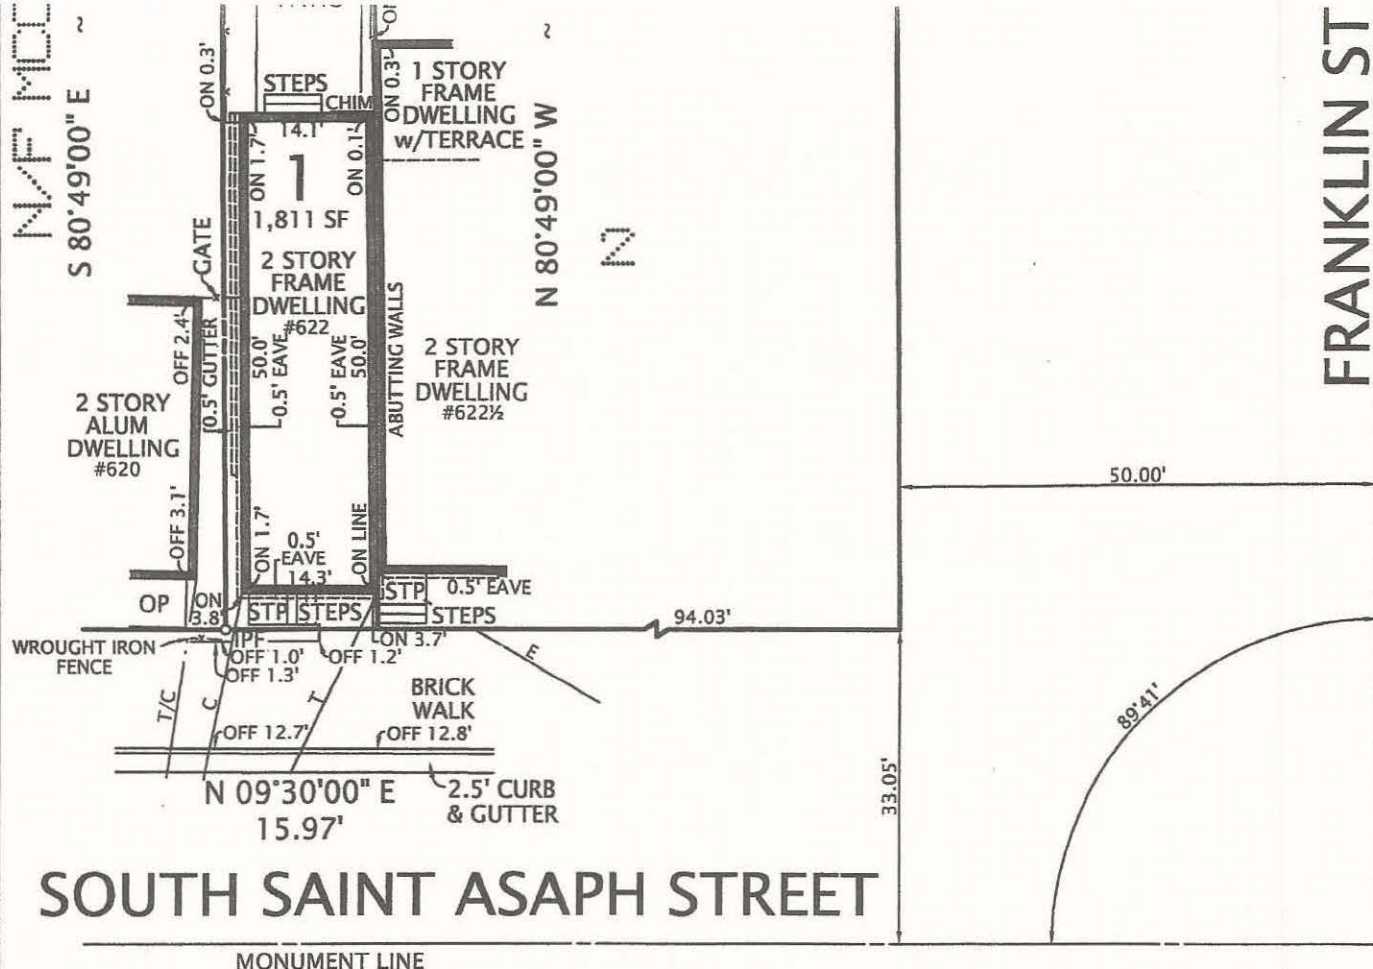 N/F MCC
S 80°49'00" E ~
ON 0.3'
STEPS
CHIM
14.1'
ON 1.7'
ON 0.1'
1
1,811 SF
2 STORY
FRAME
DWELLING
#622
50.0'
0.5' EAVE
0.5' EAVE
50.0'
ABUTTING WALLS
ON 0.3'
1 STORY
FRAME
DWELLING
w/TERRACE
N 80°49'00" W ~
N
FRANKLIN ST
GATE
OFF 2.4'
0.5' GUTTER
2 STORY
ALUM
DWELLING
#620
OFF 3.1'
2 STORY
FRAME
DWELLING
#622½
50.00'
ON 1.7'
0.5'
EAVE
14.3'
ON LINE
0.5' EAVE
OP
ON
3.8'
STP
STEPS
STP
STEPS
94.03'
WROUGHT IRON
FENCE
IPF
OFF 1.0'
OFF 1.3'
OFF 1.2'
ON 3.7'
E
T/C
C
T
BRICK
WALK
OFF 12.7'
OFF 12.8'
89°41'
33.05'
N 09°30'00" E
15.97'
2.5' CURB
& GUTTER
SOUTH SAINT ASAPH STREET
MONUMENT LINE